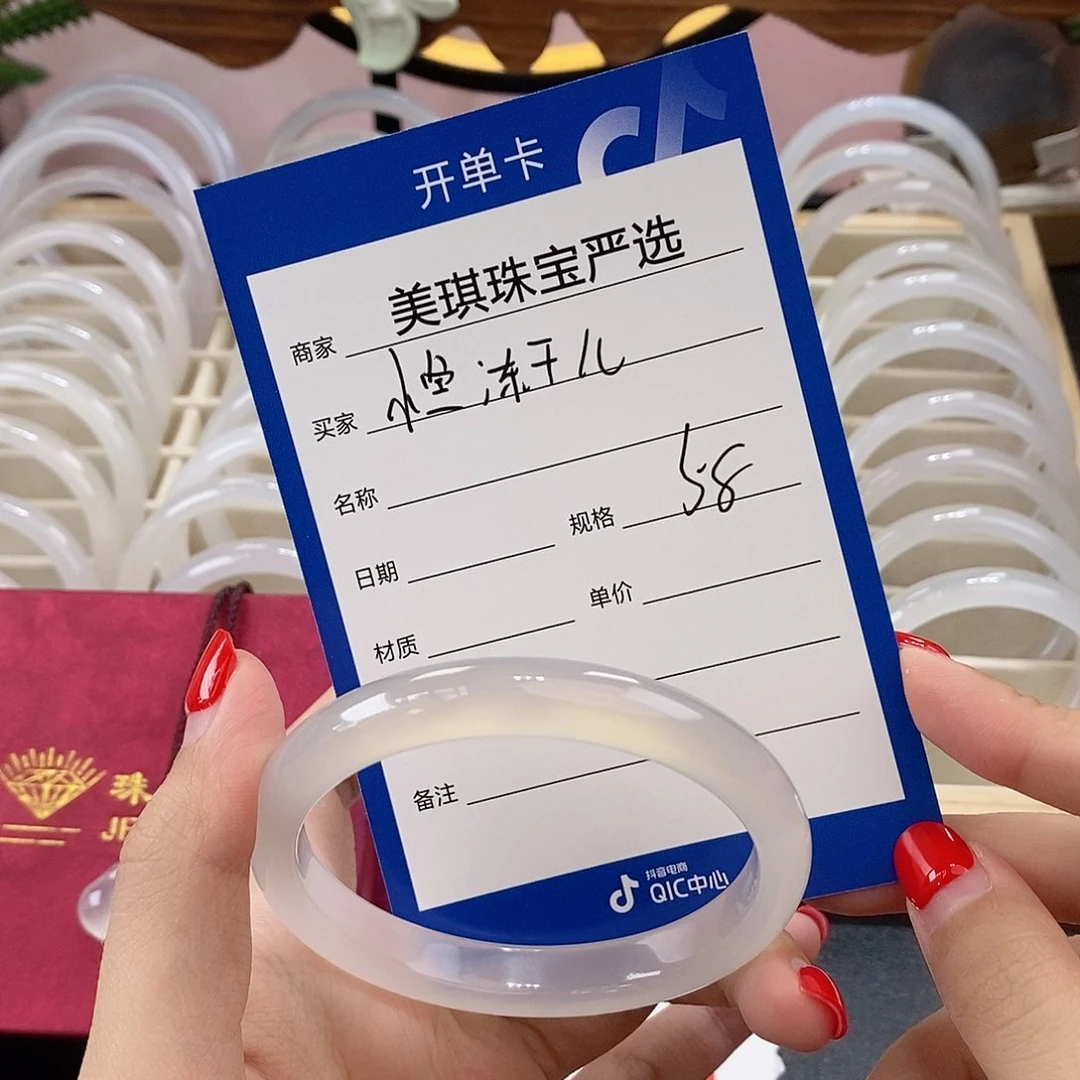 开单卡
商家 美琪珠宝严选
买家 冻干儿
名称
日期 规格 58
材质 单价
备注
抖音电商
QIC中心
珠